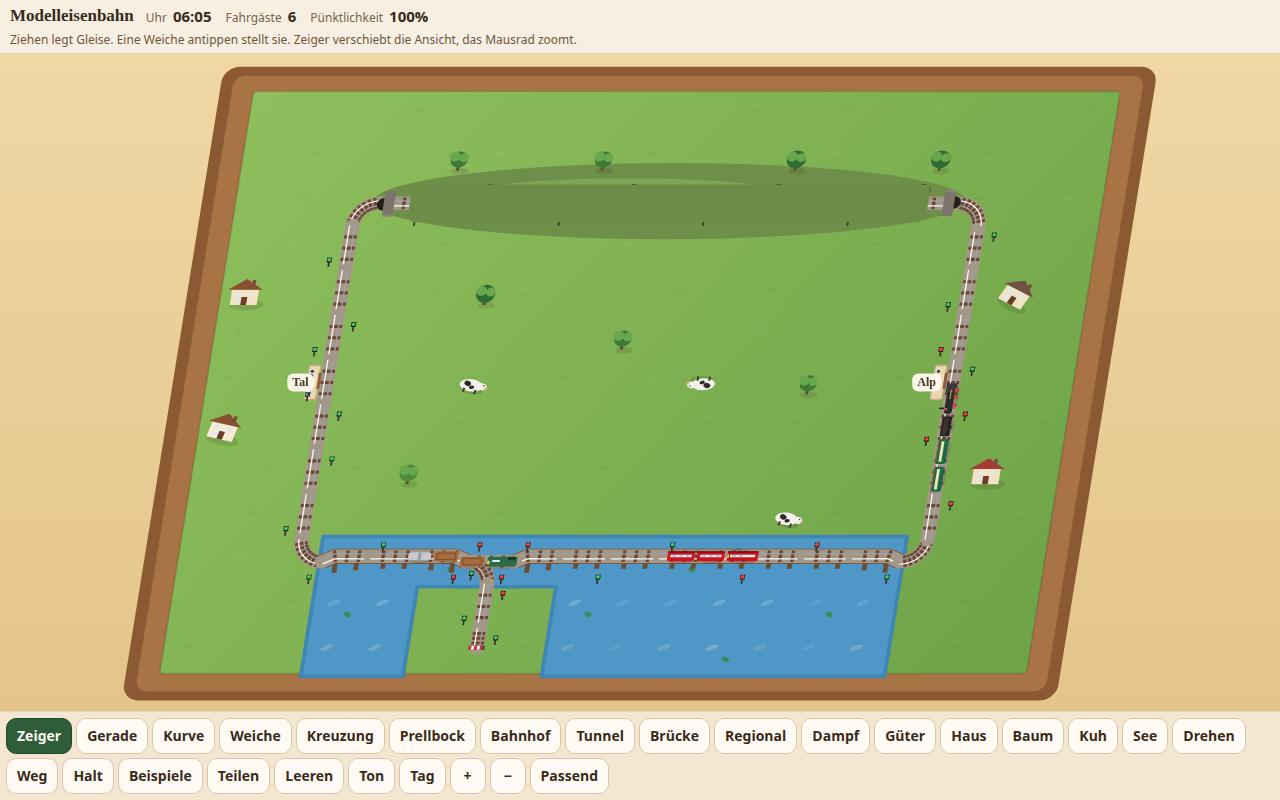 Modelleisenbahn Uhr 06:05 Fahrgäste 6 Pünktlichkeit 100%
Ziehen legt Gleise. Eine Weiche antippen stellt sie. Zeiger verschiebt die Ansicht, das Mausrad zoomt.
Tal
Alp
Zeiger Gerade Kurve Weiche Kreuzung Prellbock Bahnhof Tunnel Brücke Regional Dampf Güter Haus Baum Kuh See Drehen
Weg Halt Beispiele Teilen Leeren Ton Tag + − Passend